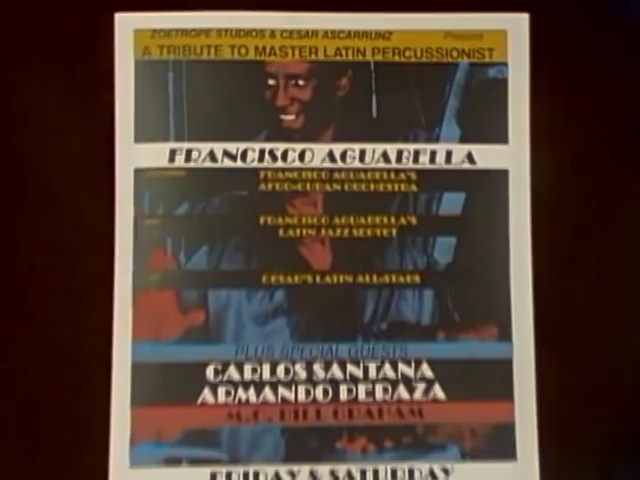 ZOETROPE STUDIOS & CESAR ASCARRUNZ Present
A TRIBUTE TO MASTER LATIN PERCUSSIONIST
FRANCISCO AGUABELLA
FRANCISCO AGUABELLA'S
AFRO-CUBAN ORCHESTRA
FRANCISCO AGUABELLA'S
LATIN JAZZ SEPTET
CESAR'S LATIN ALL-STARS
PLUS SPECIAL GUESTS
CARLOS SANTANA
ARMANDO PERAZA
M.C. BILL GRAHAM
FRIDAY & SATURDAY